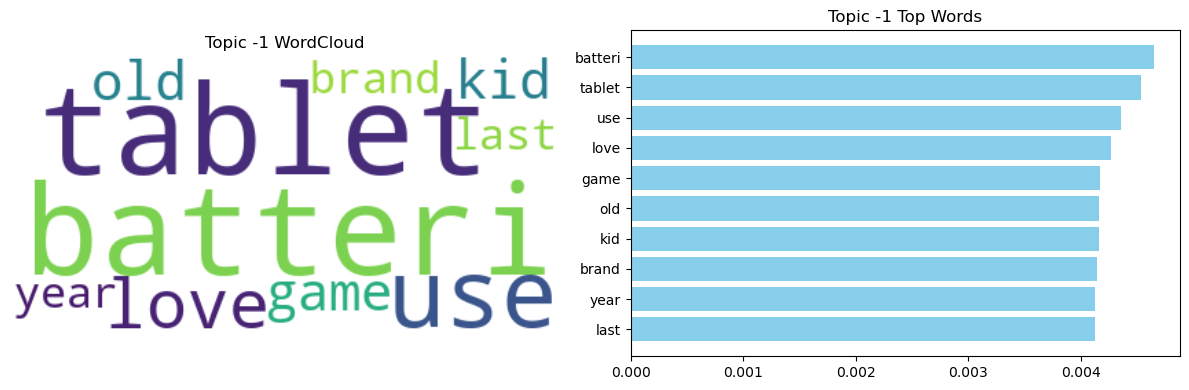 Topic -1 WordCloud
old brand kid
tablet last
batteri
year love game use
Topic -1 Top Words
batteri
tablet
use
love
game
old
kid
brand
year
last
0.000 0.001 0.002 0.003 0.004